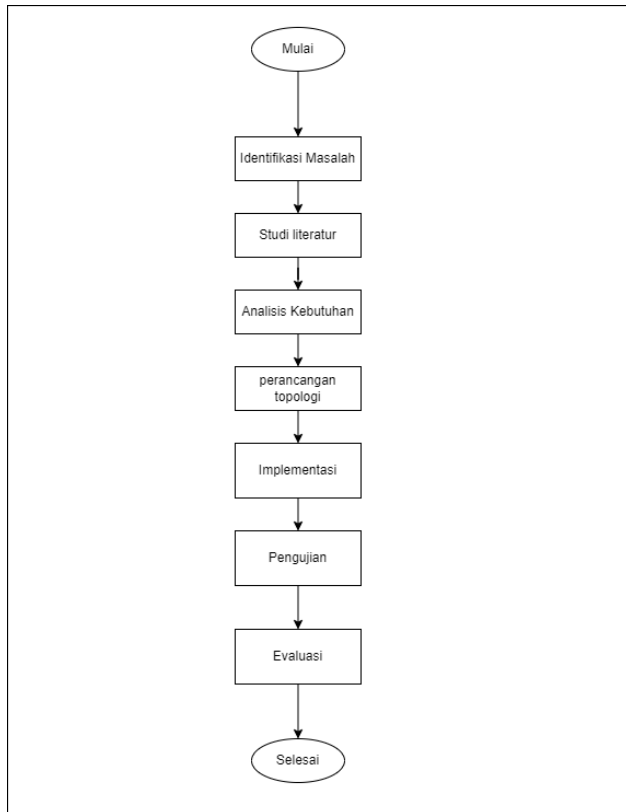 Mulai
Identifikasi Masalah
Studi literatur
Analisis Kebutuhan
perancangan
topologi
Implementasi
Pengujian
Evaluasi
Selesai